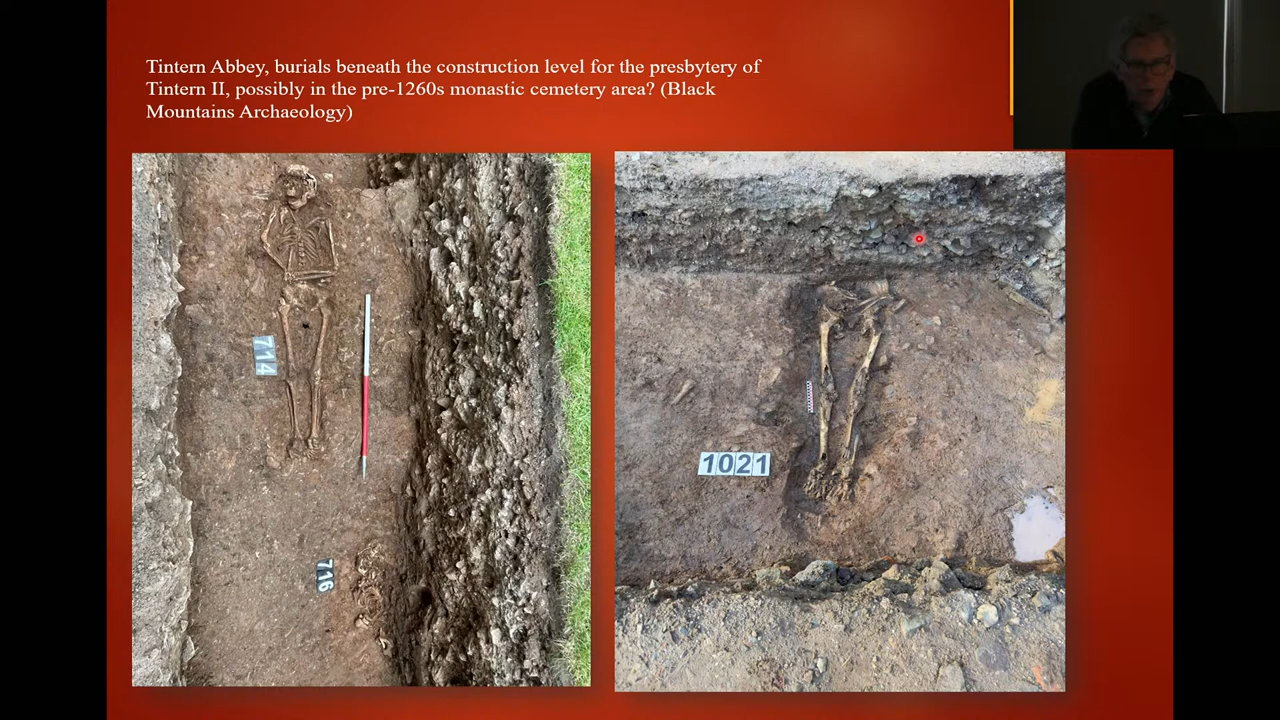 Tintern Abbey, burials beneath the construction level for the presbytery of
Tintern II, possibly in the pre-1260s monastic cemetery area? (Black
Mountains Archaeology)
714
1021
716